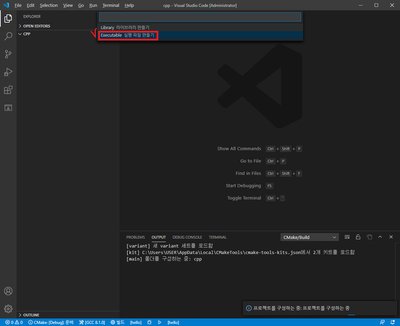 File Edit Selection View Go Run Terminal Help
cpp - Visual Studio Code [Administrator]
EXPLORER
OPEN EDITORS
CPP
Library 라이브러리 만들기
Executable 실행 파일 만들기
Show All Commands Ctrl + Shift + P
Go to File Ctrl + P
Find in Files Ctrl + Shift + F
Start Debugging F5
Toggle Terminal Ctrl + `
PROBLEMS OUTPUT DEBUG CONSOLE TERMINAL
CMake/Build
[variant] 새 variant 세트를 로드함
[kit] C:\Users\USER\AppData\Local\CMakeTools\cmake-tools-kits.json에서 2개 키트를 로드함
[main] 폴더를 구성하는 중: cpp
OUTLINE
프로젝트를 구성하는 중: 프로젝트를 구성하는 중
CMake: [Debug]: 준비
[GCC 8.1.0]
빌드
[hello]
[hello]